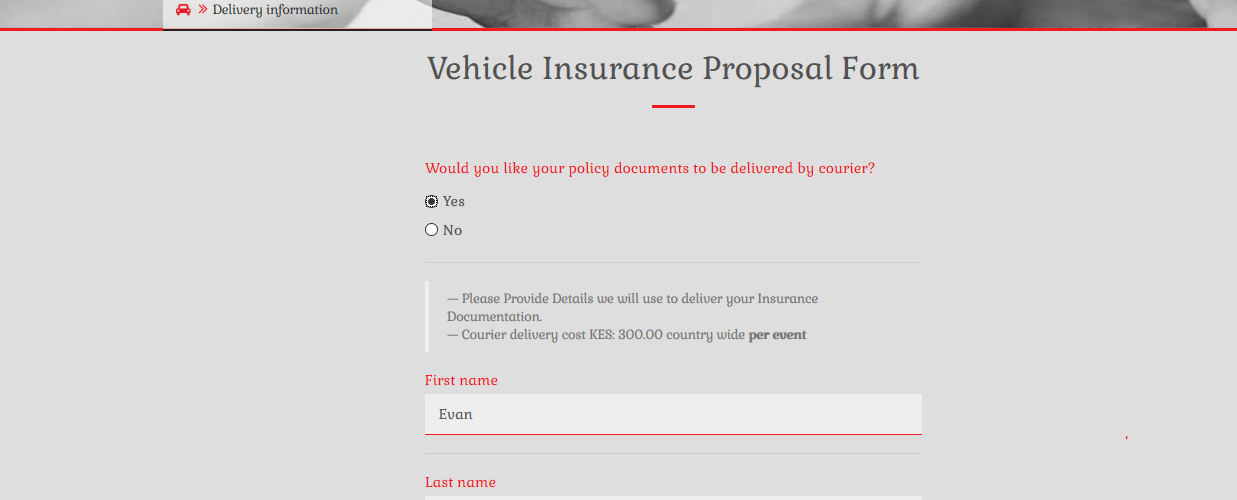 Delivery information
Vehicle Insurance Proposal Form
Would you like your policy documents to be delivered by courier?
Yes
No
— Please Provide Details we will use to deliver your Insurance
Documentation.
— Courier delivery cost KES: 300.00 country wide per event
First name
Evan
Last name